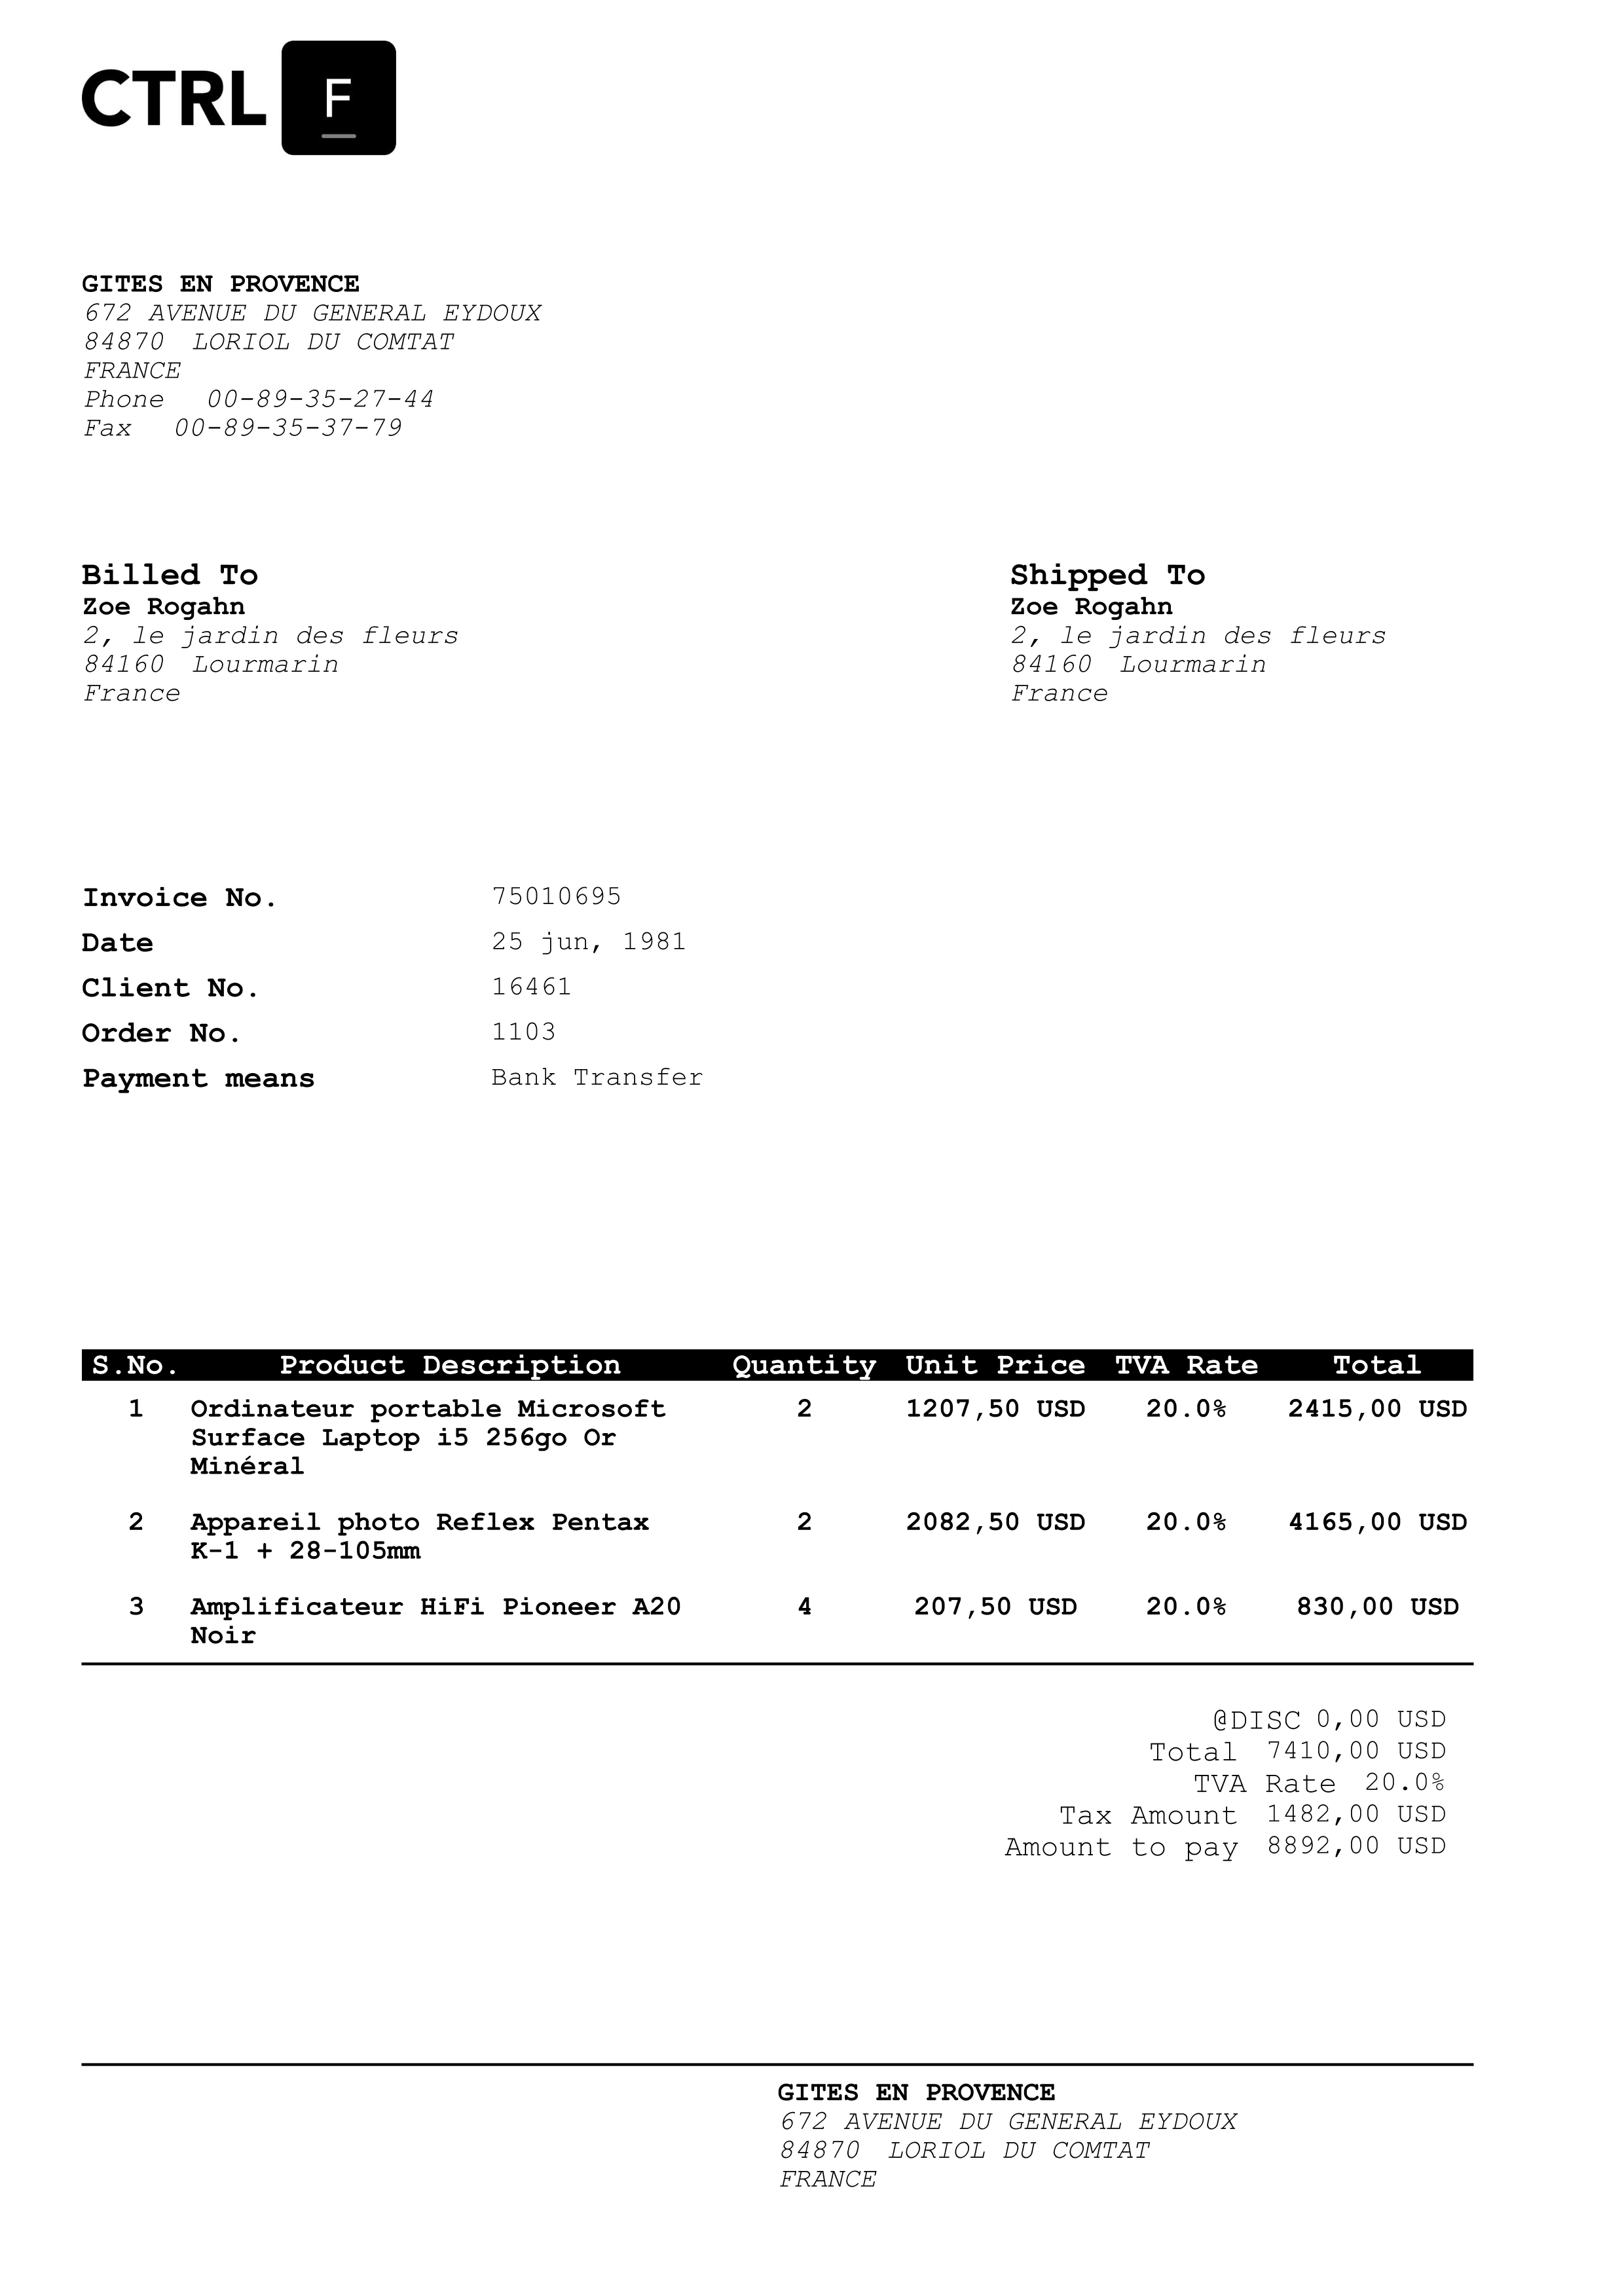 CTRL F
GITES EN PROVENCE
672 AVENUE DU GENERAL EYDOUX
84870 LORIOL DU COMTAT
FRANCE
Phone 00-89-35-27-44
Fax 00-89-35-37-79
Billed To
Zoe Rogahn
2, le jardin des fleurs
84160 Lourmarin
France
Shipped To
Zoe Rogahn
2, le jardin des fleurs
84160 Lourmarin
France
Invoice No. 75010695
Date 25 jun, 1981
Client No. 16461
Order No. 1103
Payment means Bank Transfer
S.No. Product Description Quantity Unit Price TVA Rate Total
1 Ordinateur portable Microsoft 2 1207,50 USD 20.0% 2415,00 USD
Surface Laptop i5 256go Or
Minéral
2 Appareil photo Reflex Pentax 2 2082,50 USD 20.0% 4165,00 USD
K-1 + 28-105mm
3 Amplificateur HiFi Pioneer A20 4 207,50 USD 20.0% 830,00 USD
Noir
@DISC 0,00 USD
Total 7410,00 USD
TVA Rate 20.0%
Tax Amount 1482,00 USD
Amount to pay 8892,00 USD
GITES EN PROVENCE
672 AVENUE DU GENERAL EYDOUX
84870 LORIOL DU COMTAT
FRANCE